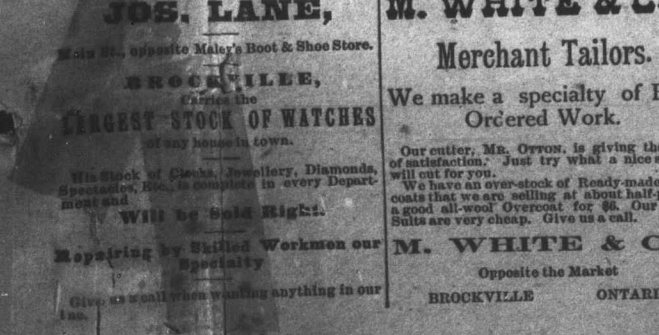 JOS. LANE,
Main St., opposite Maley's Boot & Shoe Store.
BROCKVILLE,
Carries the
LARGEST STOCK OF WATCHES
of any house in town.
His Stock of Clocks, Jewellery, Diamonds,
Spectacles, Etc., is complete in every Depart-
ment and
Will be Sold Right.
Repairing by Skilled Workmen our
Specialty
Give us a call when wanting anything in our
line.
M. WHITE & C
Merchant Tailors.
We make a specialty of
Ordered Work.
Our cutter, MR. OTTON, is giving the
of satisfaction. Just try what a nice
will cut for you.
We have an over-stock of Ready-made
coats that we are selling at about half-
a good all-wool Overcoat for $6. Our
Suits are very cheap. Give us a call.
M. WHITE & C
Opposite the Market
BROCKVILLE ONTARI